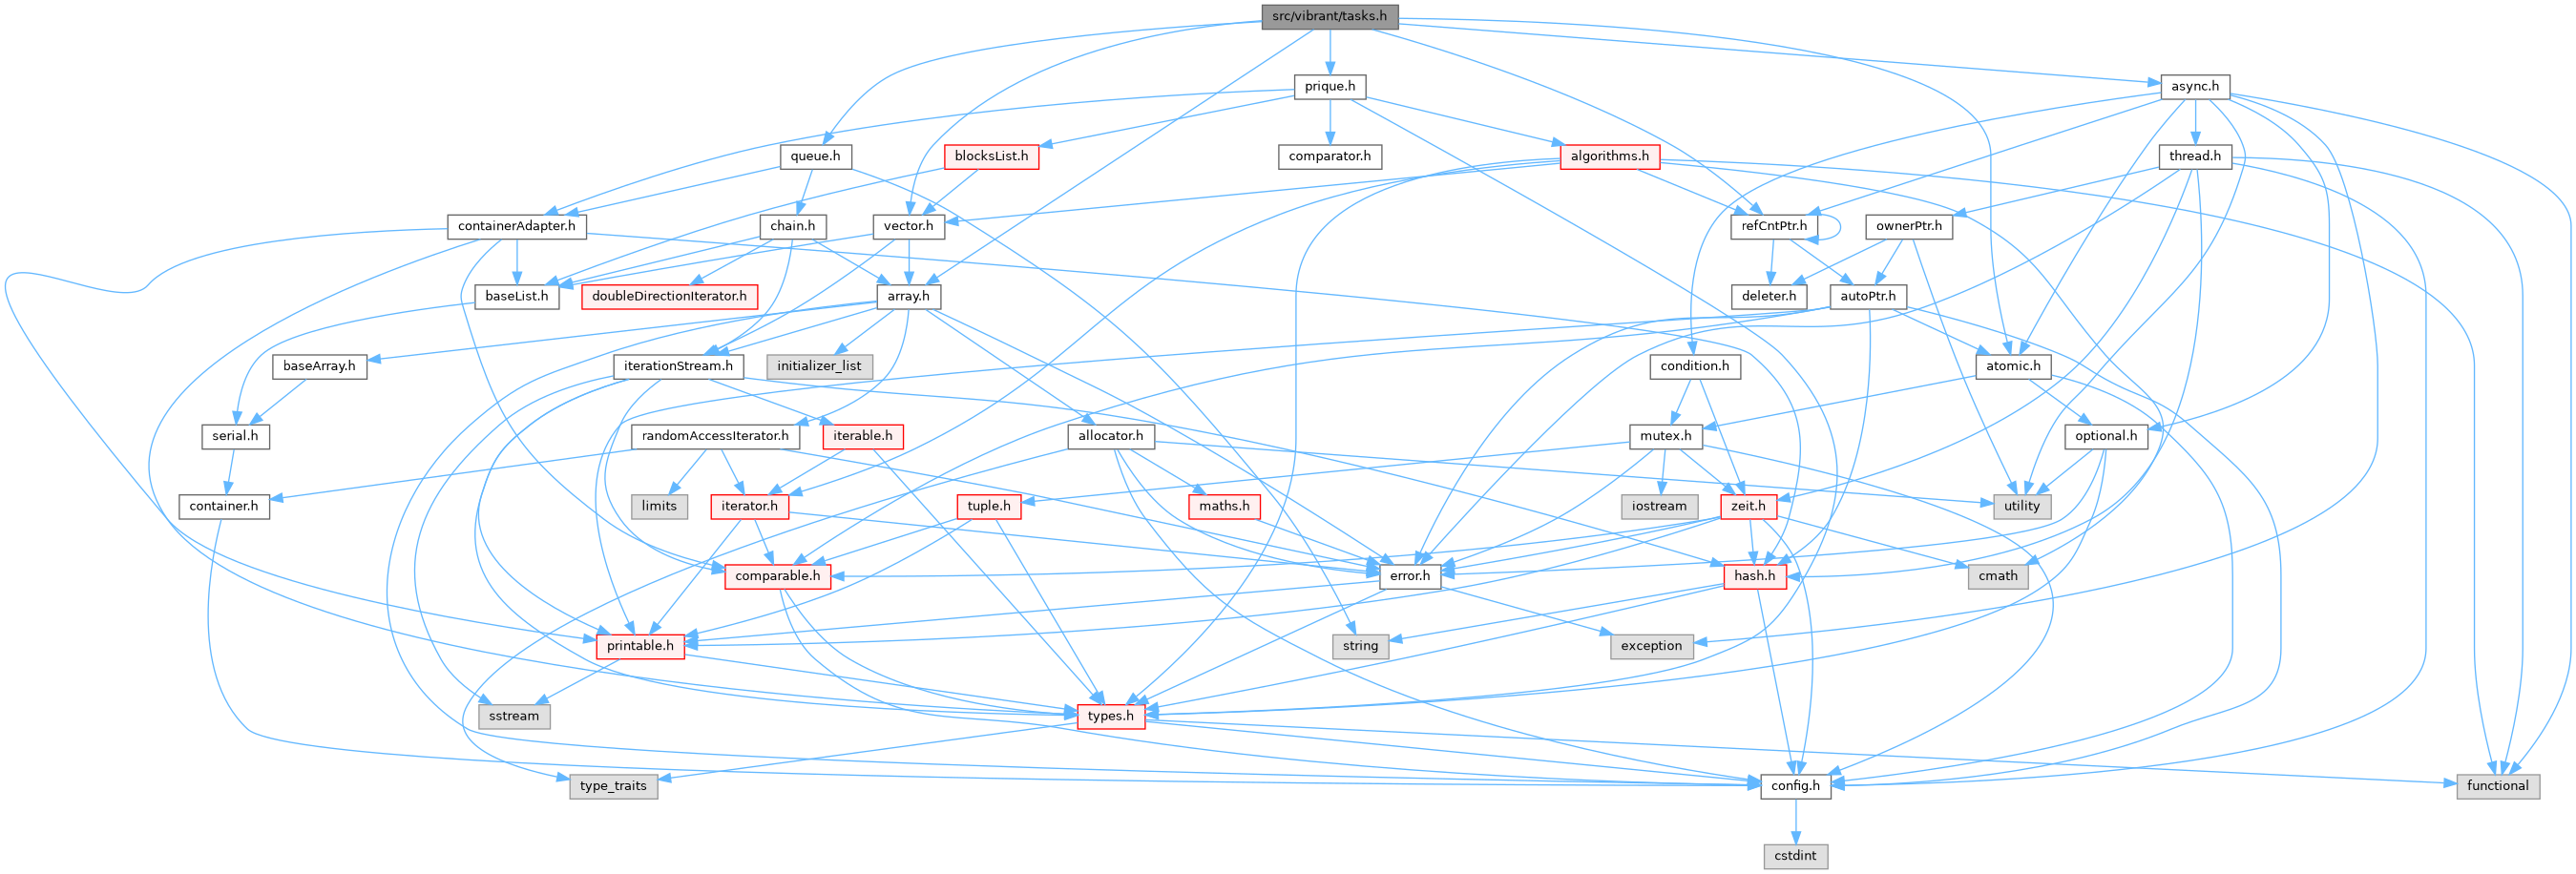 src/vibrant/tasks.h
prique.h
async.h
queue.h
blocksList.h
comparator.h
algorithms.h
thread.h
containerAdapter.h
chain.h
vector.h
refCntPtr.h
ownerPtr.h
baseList.h
doubleDirectionIterator.h
array.h
deleter.h
autoPtr.h
baseArray.h
iterationStream.h
initializer_list
condition.h
atomic.h
serial.h
randomAccessIterator.h
iterable.h
allocator.h
mutex.h
optional.h
container.h
limits
iterator.h
tuple.h
maths.h
iostream
zeit.h
utility
comparable.h
error.h
hash.h
cmath
printable.h
string
exception
sstream
types.h
type_traits
config.h
functional
cstdint